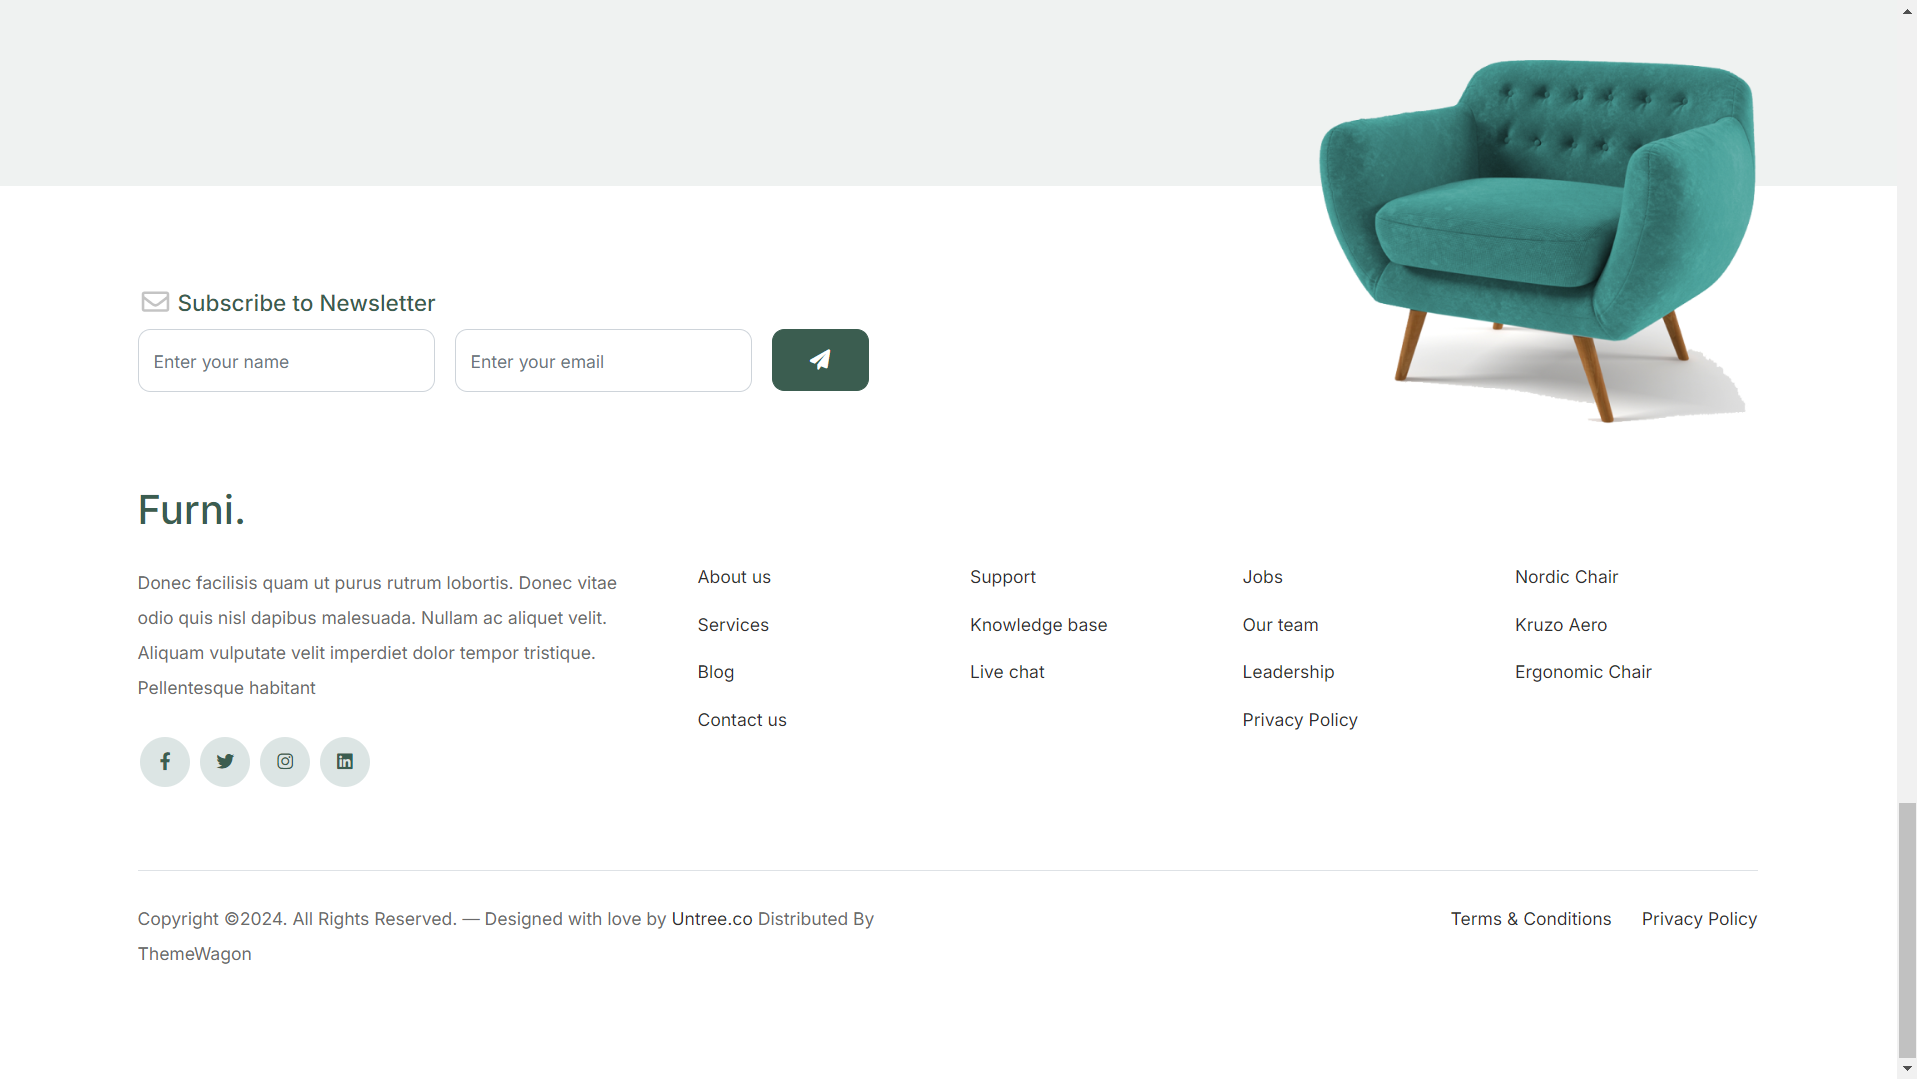 Subscribe to Newsletter
Enter your name
Enter your email
Furni.
Donec facilisis quam ut purus rutrum lobortis. Donec vitae
odio quis nisl dapibus malesuada. Nullam ac aliquet velit.
Aliquam vulputate velit imperdiet dolor tempor tristique.
Pellentesque habitant
About us
Services
Blog
Contact us
Support
Knowledge base
Live chat
Jobs
Our team
Leadership
Privacy Policy
Nordic Chair
Kruzo Aero
Ergonomic Chair
Copyright ©2024. All Rights Reserved. — Designed with love by Untree.co Distributed By
ThemeWagon
Terms & Conditions
Privacy Policy